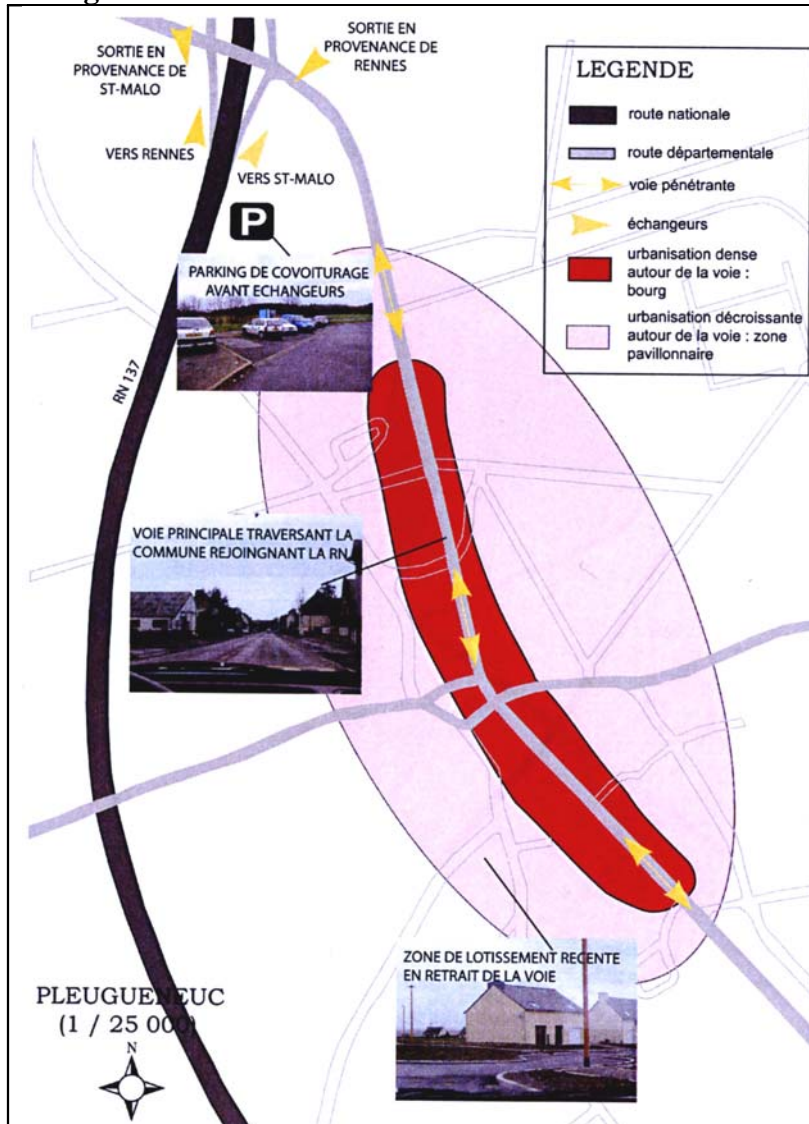 SORTIE EN
PROVENANCE DE
ST-MALO
SORTIE EN
PROVENANCE DE
RENNES
VERS RENNES
VERS ST-MALO
P
PARKING DE COVOITURAGE
AVANT ECHANGEURS
RN 137
LEGENDE
route nationale
route départementale
voie pénétrante
échangeurs
urbanisation dense
autour de la voie :
bourg
urbanisation décroissante
autour de la voie : zone
pavillonnaire
VOIE PRINCIPALE TRAVERSANT LA
COMMUNE REJOINGNANT LA RN
ZONE DE LOTISSEMENT RECENTE
EN RETRAIT DE LA VOIE
PLEUGUENEUC
(1 / 25 000)
N